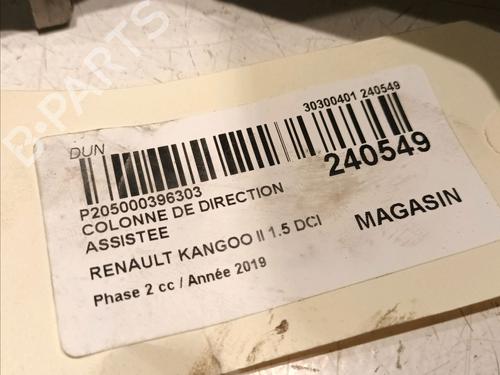 B-PARTS
DUN
30300401 240549
240549
P205000396303
COLONNE DE DIRECTION
ASSISTEE
MAGASIN
RENAULT KANGOO II 1.5 DCI
Phase 2 cc / Année 2019